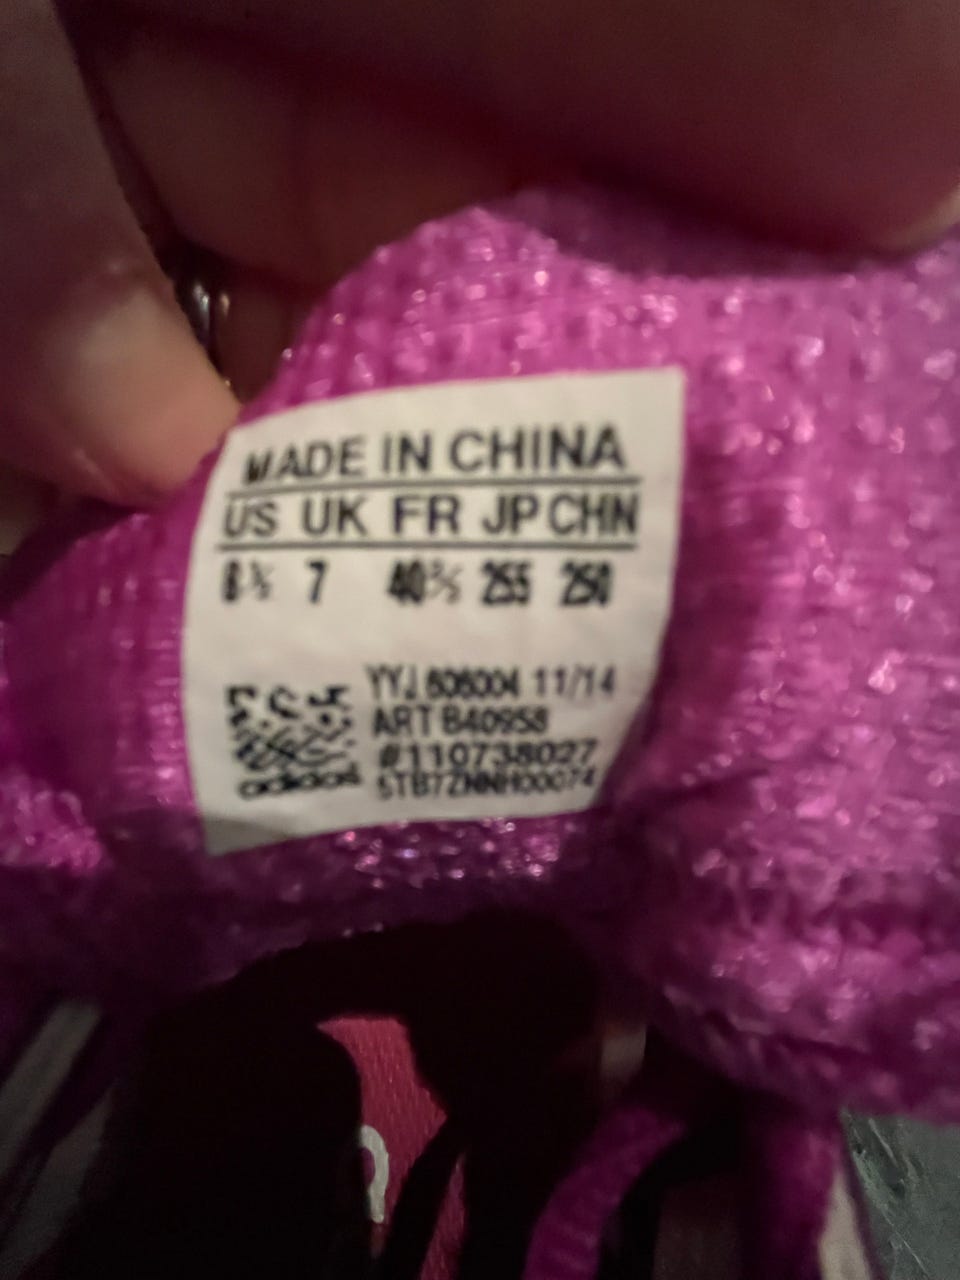 MADE IN CHINA
US UK FR JP CHN
8½ 7 40⅔ 255 250
YYJ 606004 11/14
ART B40958
#110738027
5TB7ZNNH00074
adidas